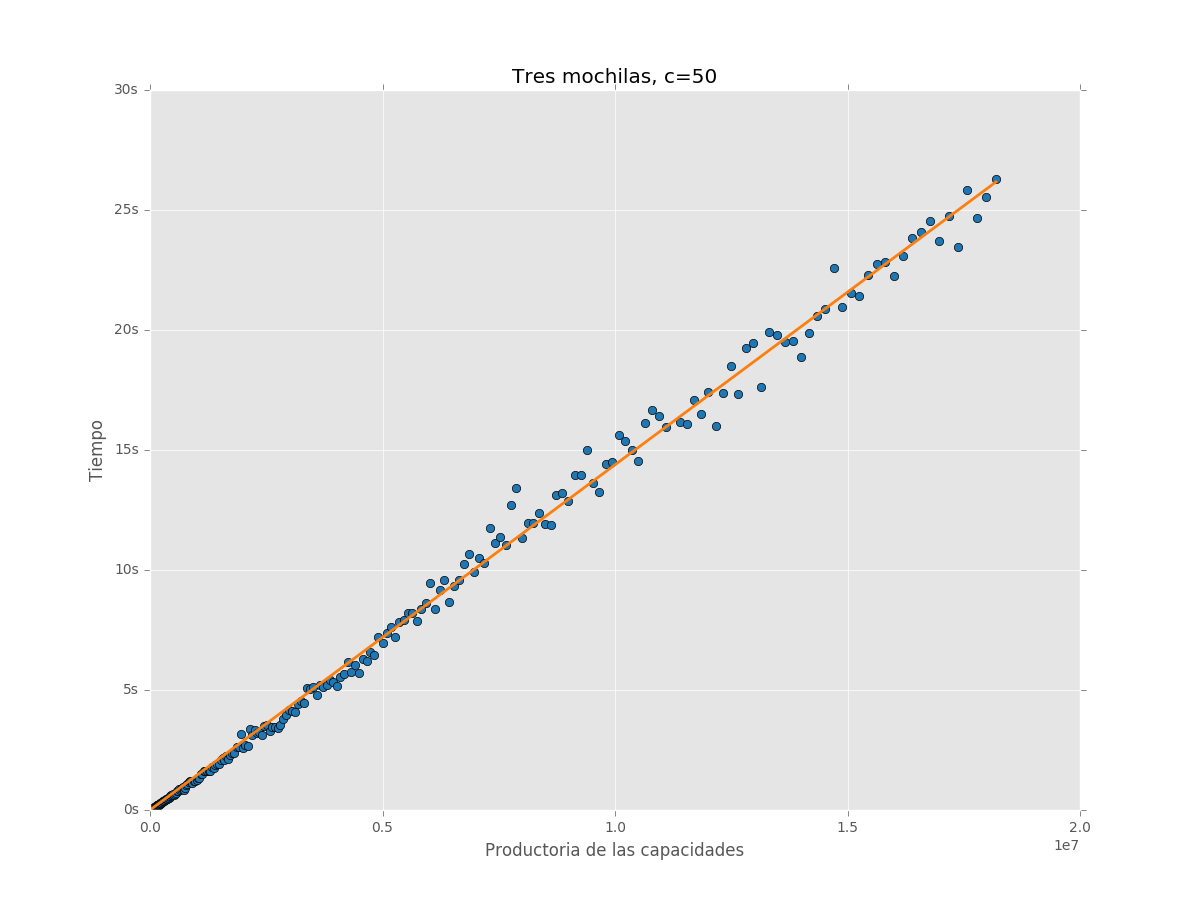 Tres mochilas, c=50
30s
25s
20s
15s
10s
5s
0s
Tiempo
0.0 0.5 1.0 1.5 2.0
1e7
Productoria de las capacidades